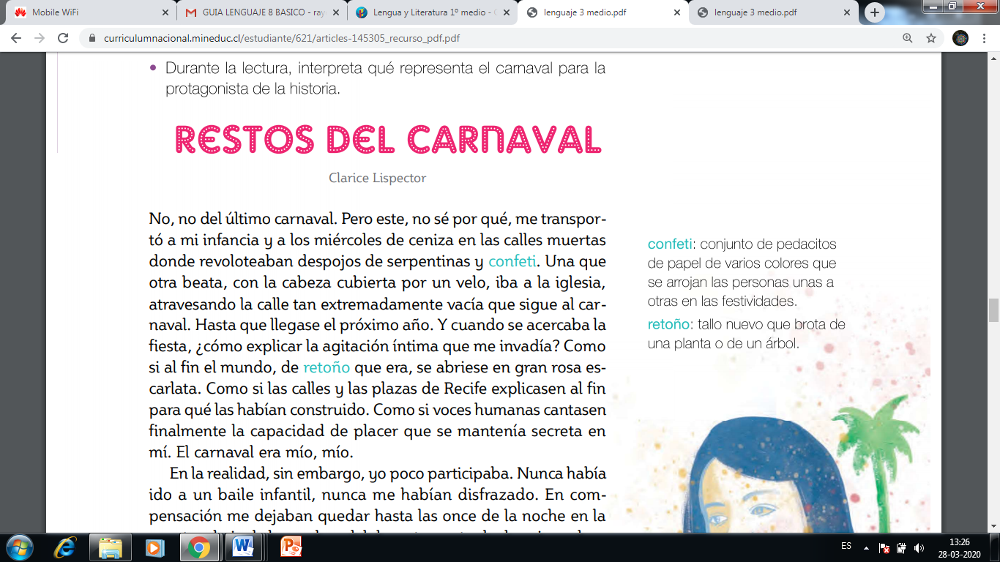 Mobile WiFi
GUIA LENGUAJE 8 BASICO - ray
Lengua y Literatura 1º medio - C
lenguaje 3 medio.pdf
lenguaje 3 medio.pdf
curriculumnacional.mineduc.cl/estudiante/621/articles-145305_recurso_pdf.pdf
• Durante la lectura, interpreta qué representa el carnaval para la
protagonista de la historia.
RESTOS DEL CARNAVAL
Clarice Lispector
No, no del último carnaval. Pero este, no sé por qué, me transpor-
tó a mi infancia y a los miércoles de ceniza en las calles muertas
donde revoloteaban despojos de serpentinas y confeti. Una que
otra beata, con la cabeza cubierta por un velo, iba a la iglesia,
atravesando la calle tan extremadamente vacía que sigue al car-
naval. Hasta que llegase el próximo año. Y cuando se acercaba la
fiesta, ¿cómo explicar la agitación íntima que me invadía? Como
si al fin el mundo, de retoño que era, se abriese en gran rosa es-
carlata. Como si las calles y las plazas de Recife explicasen al fin
para qué las habían construido. Como si voces humanas cantasen
finalmente la capacidad de placer que se mantenía secreta en
mí. El carnaval era mío, mío.
En la realidad, sin embargo, yo poco participaba. Nunca había
ido a un baile infantil, nunca me habían disfrazado. En com-
pensación me dejaban quedar hasta las once de la noche en la
confeti: conjunto de pedacitos
de papel de varios colores que
se arrojan las personas unas a
otras en las festividades.
retoño: tallo nuevo que brota de
una planta o de un árbol.
ES
13:26
28-03-2020